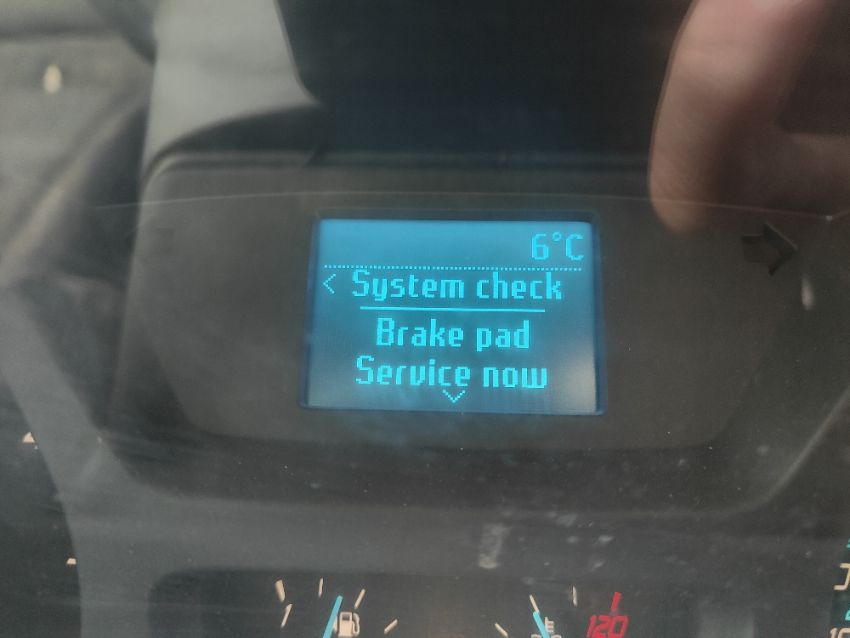 6°C
< System check
Brake pad
Service now
120